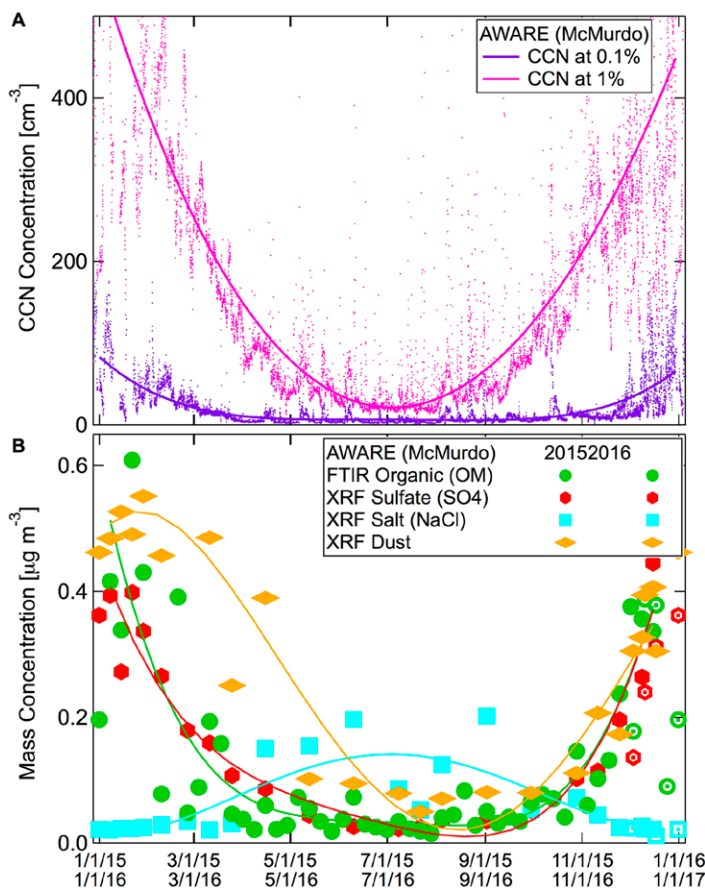 A
AWARE (McMurdo)
CCN at 0.1%
CCN at 1%
CCN Concentration [cm-3]
400
200
0
B
AWARE (McMurdo) 20152016
FTIR Organic (OM)
XRF Sulfate (SO4)
XRF Salt (NaCl)
XRF Dust
Mass Concentration [µg m-3]
0.6
0.4
0.2
0.0
1/1/15 3/1/15 5/1/15 7/1/15 9/1/15 11/1/15 1/1/16
1/1/16 3/1/16 5/1/16 7/1/16 9/1/16 11/1/16 1/1/17